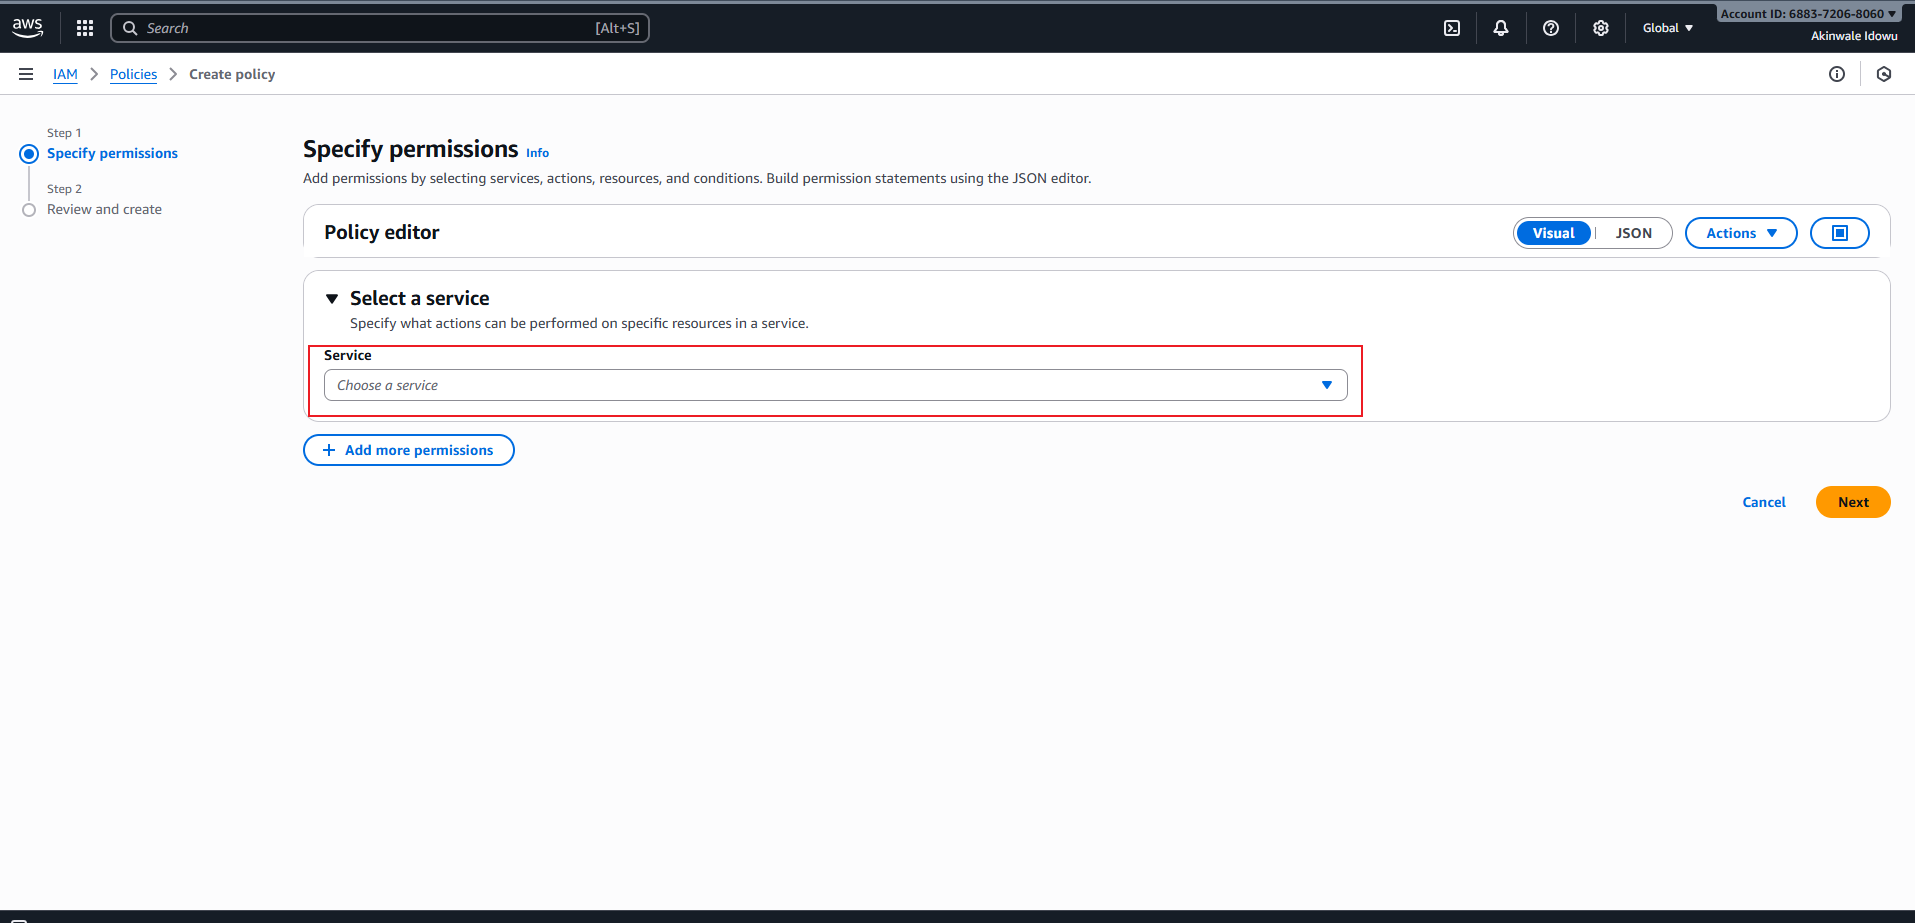 aws
Search
[Alt+S]
Global
Account ID: 6883-7206-8060
Akinwale Idowu
IAM
Policies
Create policy
Step 1
Specify permissions
Step 2
Review and create
Specify permissions Info
Add permissions by selecting services, actions, resources, and conditions. Build permission statements using the JSON editor.
Policy editor
Visual
JSON
Actions
Select a service
Specify what actions can be performed on specific resources in a service.
Service
Choose a service
Add more permissions
Cancel
Next